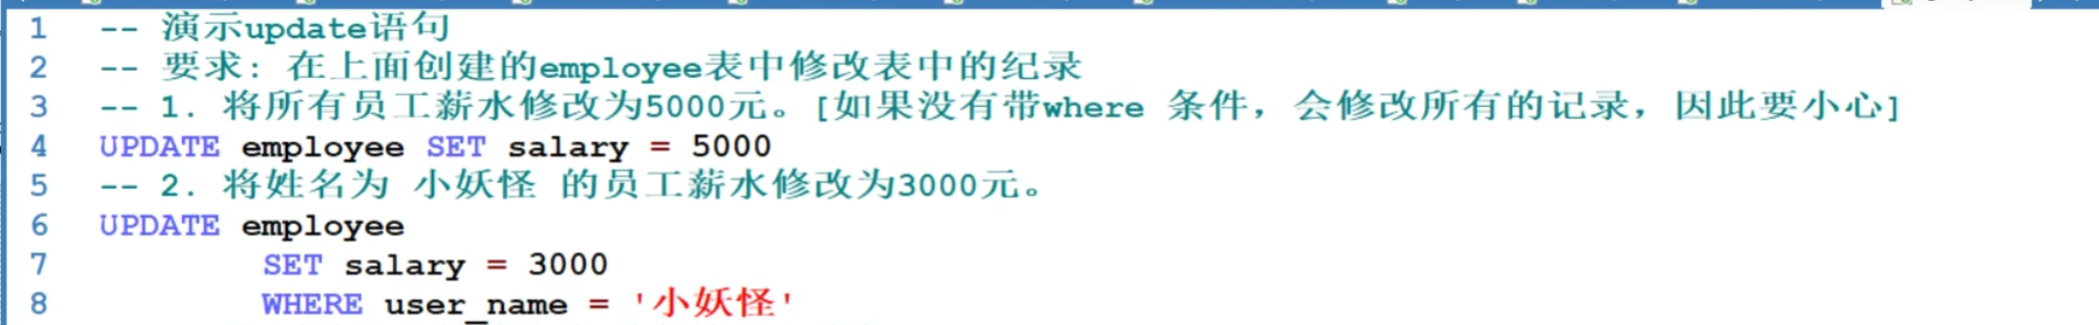 1 -- 演示update语句
2 -- 要求: 在上面创建的employee表中修改表中的纪录
3 -- 1. 将所有员工薪水修改为5000元。[如果没有带where 条件，会修改所有的记录，因此要小心]
4 UPDATE employee SET salary = 5000
5 -- 2. 将姓名为 小妖怪 的员工薪水修改为3000元。
6 UPDATE employee
7 SET salary = 3000
8 WHERE user_name = '小妖怪'